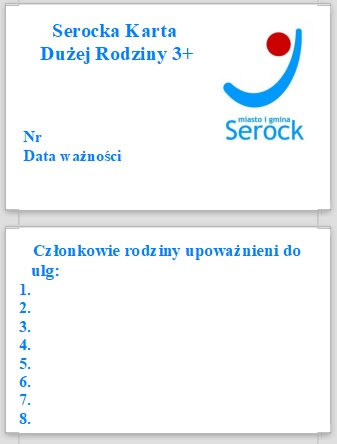 Serocka Karta
Dużej Rodziny 3+
miasto i gmina
Serock
Nr
Data ważności
Członkowie rodziny upoważnieni do
ulg:
1.
2.
3.
4.
5.
6.
7.
8.